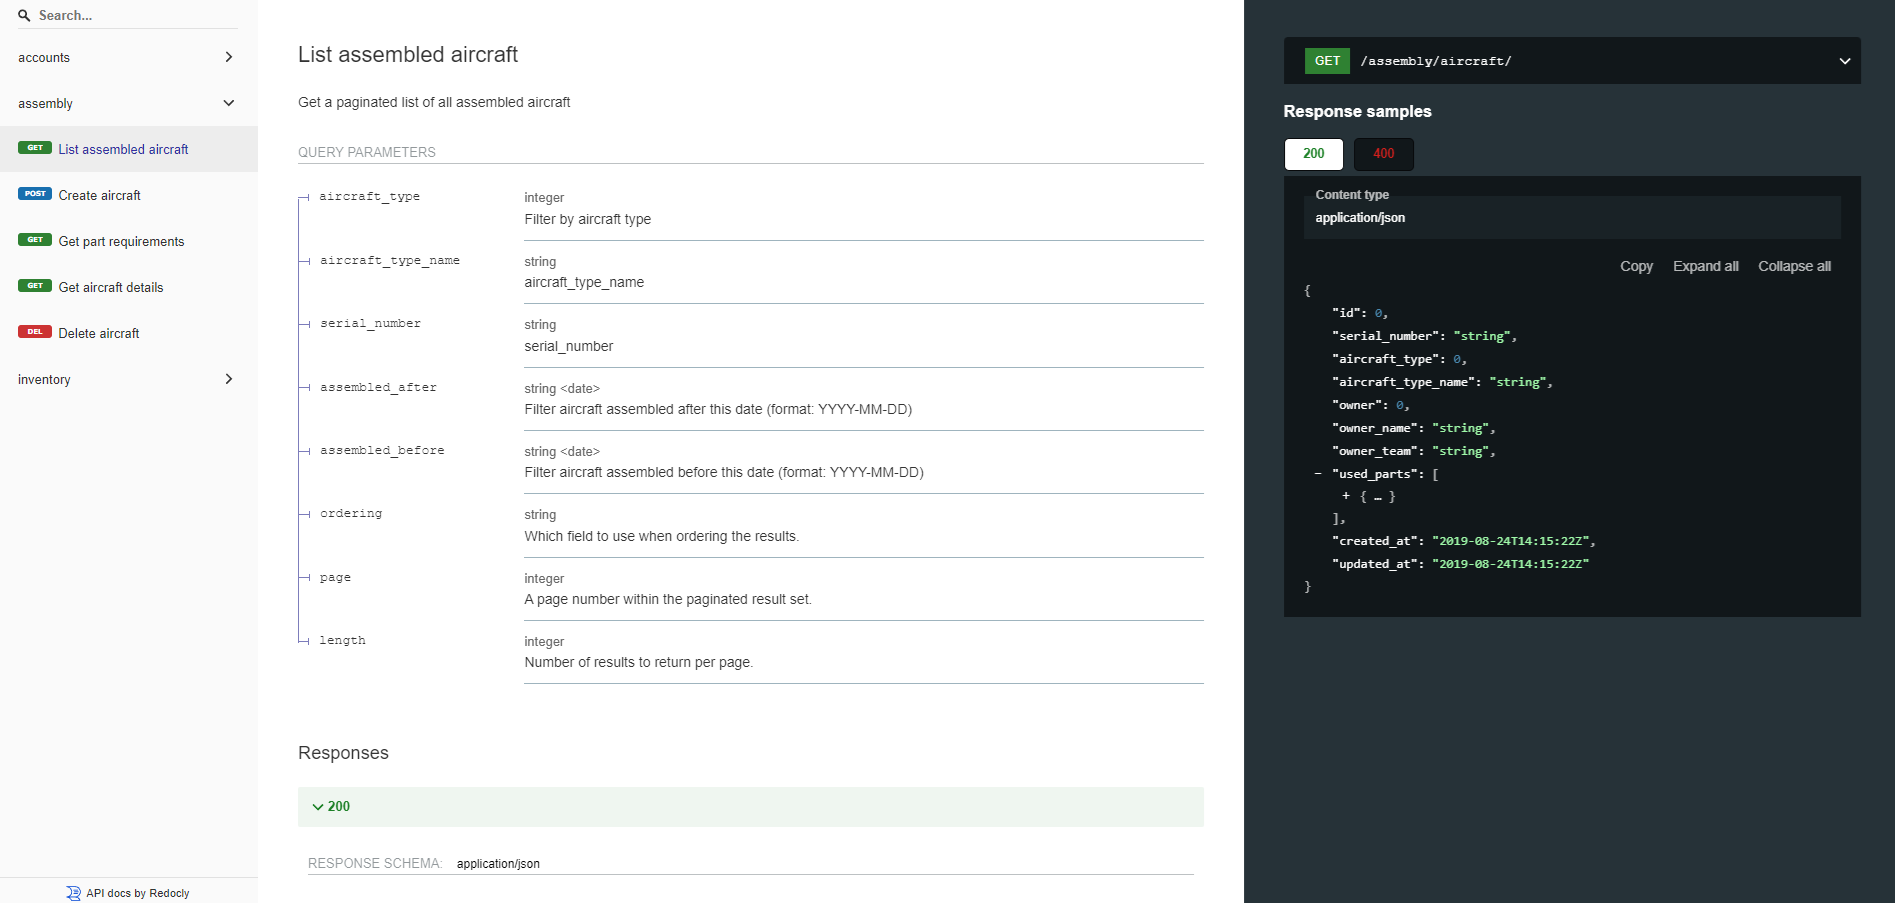 Search...
accounts
assembly
GET List assembled aircraft
POST Create aircraft
GET Get part requirements
GET Get aircraft details
DEL Delete aircraft
inventory
API docs by Redocly
List assembled aircraft
Get a paginated list of all assembled aircraft
QUERY PARAMETERS
aircraft_type
integer
Filter by aircraft type
aircraft_type_name
string
aircraft_type_name
serial_number
string
serial_number
assembled_after
string <date>
Filter aircraft assembled after this date (format: YYYY-MM-DD)
assembled_before
string <date>
Filter aircraft assembled before this date (format: YYYY-MM-DD)
ordering
string
Which field to use when ordering the results.
page
integer
A page number within the paginated result set.
length
integer
Number of results to return per page.
Responses
200
RESPONSE SCHEMA: application/json
GET /assembly/aircraft/
Response samples
200 400
Content type
application/json
Copy Expand all Collapse all
{
"id": 0,
"serial_number": "string",
"aircraft_type": 0,
"aircraft_type_name": "string",
"owner": 0,
"owner_name": "string",
"owner_team": "string",
- "used_parts": [
+ { … }
],
"created_at": "2019-08-24T14:15:22Z",
"updated_at": "2019-08-24T14:15:22Z"
}